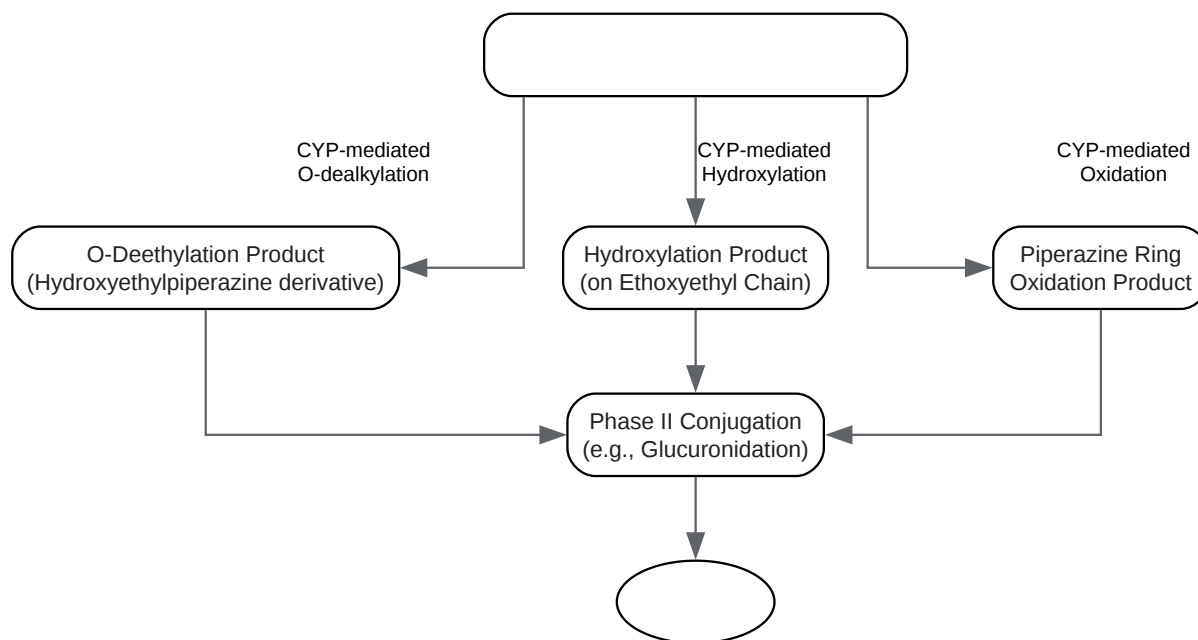 CYP-mediated
O-dealkylation
CYP-mediated
Hydroxylation
CYP-mediated
Oxidation
O-Deethylation Product
(Hydroxyethylpiperazine derivative)
Hydroxylation Product
(on Ethoxyethyl Chain)
Piperazine Ring
Oxidation Product
Phase II Conjugation
(e.g., Glucuronidation)